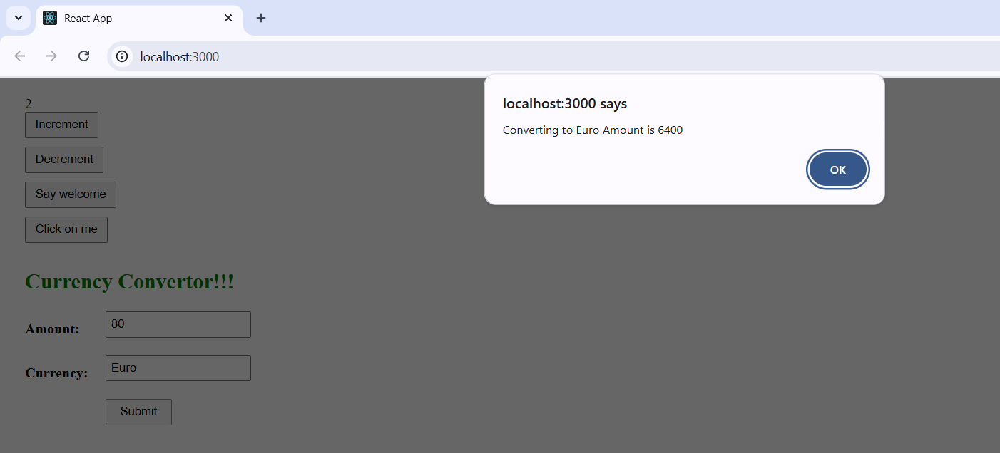 React App
localhost:3000
localhost:3000 says
Converting to Euro Amount is 6400
OK
2
Increment
Decrement
Say welcome
Click on me
Currency Convertor!!!
Amount: 80
Currency: Euro
Submit